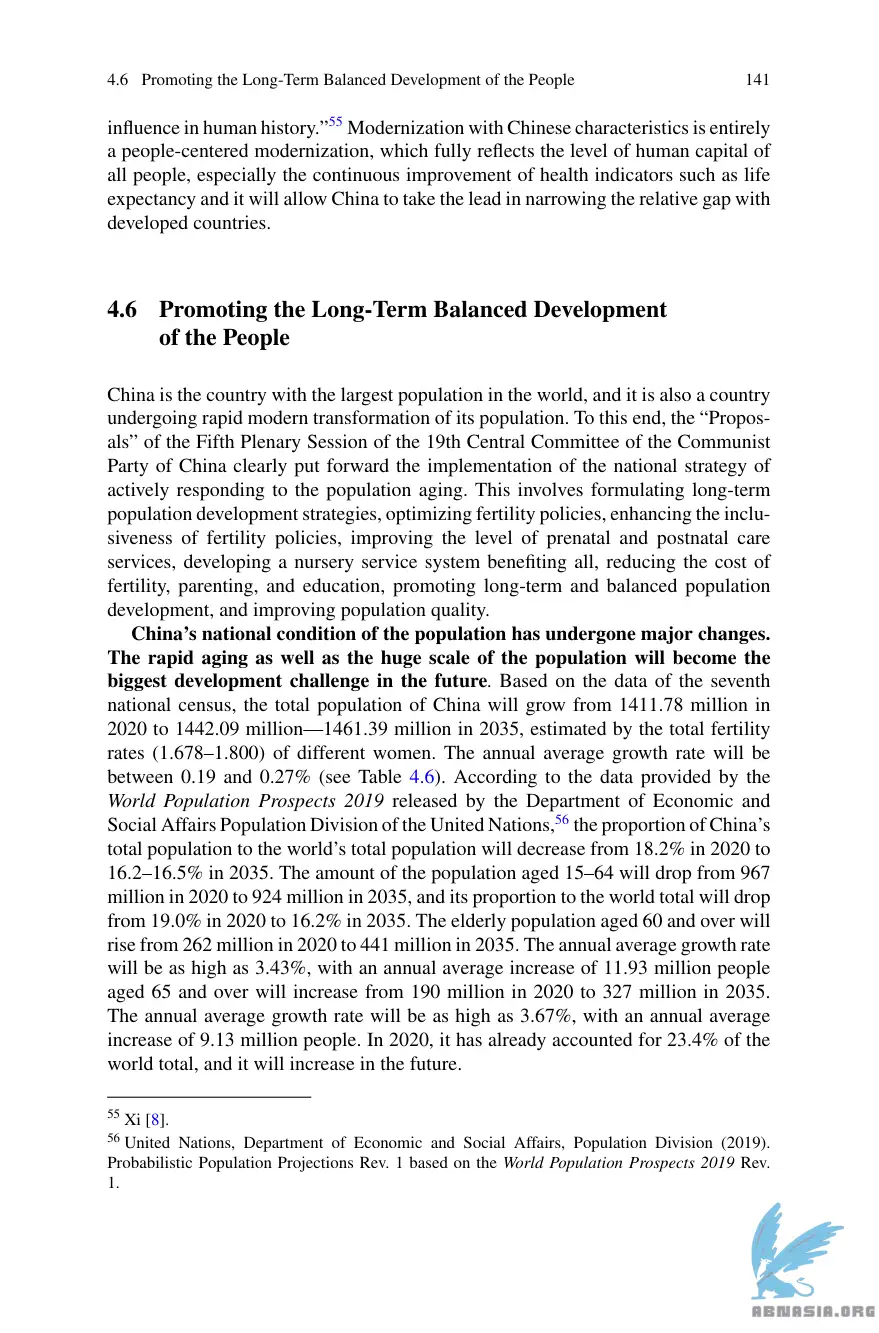 4.6 Promoting the Long-Term Balanced Development of the People 141
influence in human history.”55 Modernization with Chinese characteristics is entirely
a people-centered modernization, which fully reflects the level of human capital of
all people, especially the continuous improvement of health indicators such as life
expectancy and it will allow China to take the lead in narrowing the relative gap with
developed countries.
4.6 Promoting the Long-Term Balanced Development
of the People
China is the country with the largest population in the world, and it is also a country
undergoing rapid modern transformation of its population. To this end, the “Propos-
als” of the Fifth Plenary Session of the 19th Central Committee of the Communist
Party of China clearly put forward the implementation of the national strategy of
actively responding to the population aging. This involves formulating long-term
population development strategies, optimizing fertility policies, enhancing the inclu-
siveness of fertility policies, improving the level of prenatal and postnatal care
services, developing a nursery service system benefiting all, reducing the cost of
fertility, parenting, and education, promoting long-term and balanced population
development, and improving population quality.
China’s national condition of the population has undergone major changes.
The rapid aging as well as the huge scale of the population will become the
biggest development challenge in the future. Based on the data of the seventh
national census, the total population of China will grow from 1411.78 million in
2020 to 1442.09 million—1461.39 million in 2035, estimated by the total fertility
rates (1.678–1.800) of different women. The annual average growth rate will be
between 0.19 and 0.27% (see Table 4.6). According to the data provided by the
World Population Prospects 2019 released by the Department of Economic and
Social Affairs Population Division of the United Nations,56 the proportion of China’s
total population to the world’s total population will decrease from 18.2% in 2020 to
16.2–16.5% in 2035. The amount of the population aged 15–64 will drop from 967
million in 2020 to 924 million in 2035, and its proportion to the world total will drop
from 19.0% in 2020 to 16.2% in 2035. The elderly population aged 60 and over will
rise from 262 million in 2020 to 441 million in 2035. The annual average growth rate
will be as high as 3.43%, with an annual average increase of 11.93 million people
aged 65 and over will increase from 190 million in 2020 to 327 million in 2035.
The annual average growth rate will be as high as 3.67%, with an annual average
increase of 9.13 million people. In 2020, it has already accounted for 23.4% of the
world total, and it will increase in the future.
55 Xi [8].
56 United Nations, Department of Economic and Social Affairs, Population Division (2019).
Probabilistic Population Projections Rev. 1 based on the World Population Prospects 2019 Rev.
1.
ABNASIA.ORG